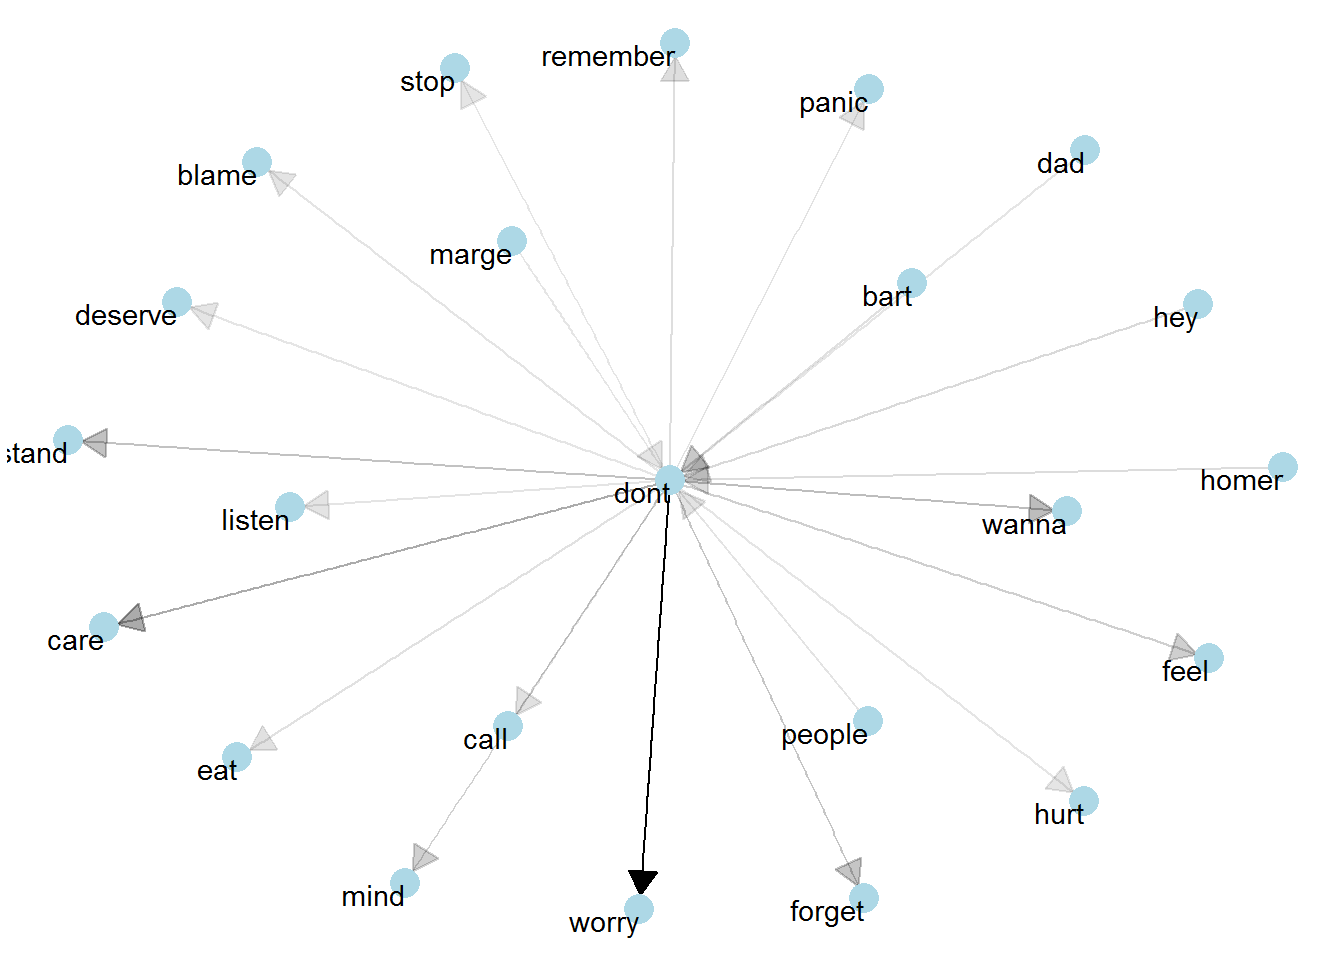 remember
stop
panic
dad
blame
marge
bart
hey
deserve
stand
homer
dont
listen
wanna
care
feel
call
people
eat
hurt
mind
forget
worry